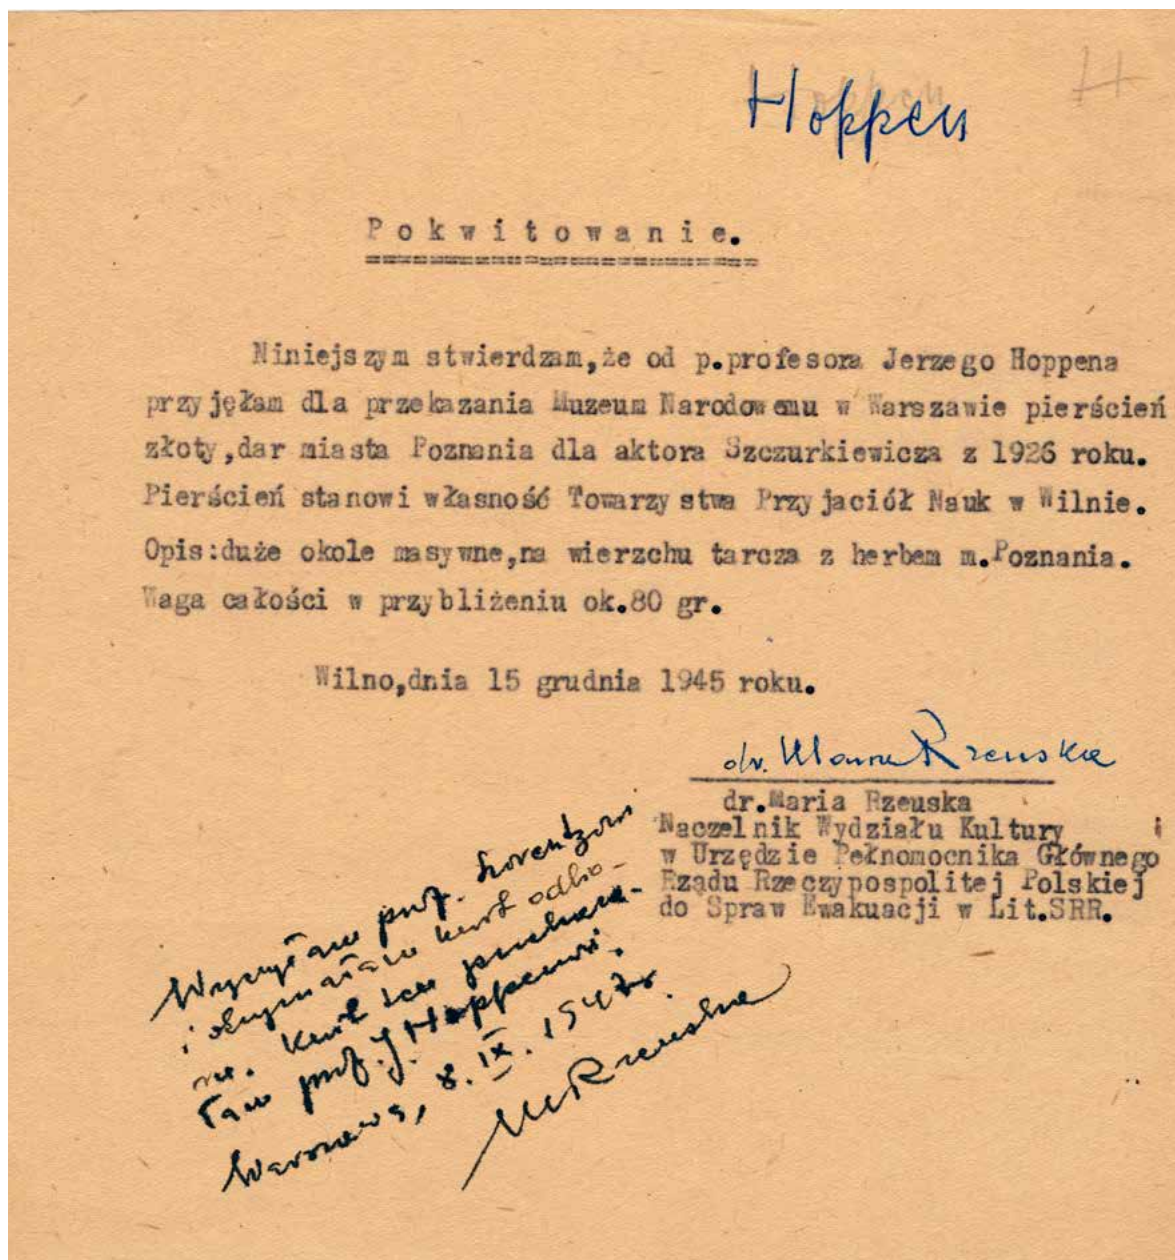 Hoppen
H
Pokwitowanie.
Niniejszym stwierdzam,że od p.profesora Jerzego Hoppena
przyjęłam dla przekazania Muzeum Narodowemu w Warszawie pierścień
złoty,dar miasta Poznania dla aktora Szczurkiewicza z 1926 roku.
Pierścień stanowi własność Towarzystwa Przyjaciół Nauk w Wilnie.
Opis:duże okole masywne,na wierzchu tarcza z herbem m.Poznania.
Waga całości w przybliżeniu ok.80 gr.
Wilno,dnia 15 grudnia 1945 roku.
dr. Maria Rzeuska
dr.Maria Rzeuska
Naczelnik Wydziału Kultury
w Urzędzie Pełnomocnika Głównego
Rządu Rzeczypospolitej Polskiej
do Spraw Ewakuacji w Lit.SRR.
prof. Lorentzowi
i otrzymałam kwit odbio-
ru. Kwit ten przekaza-
łam prof. J. Hoppenowi.
Warszawa, 8. IX. 1947 r.
M Rzeuska